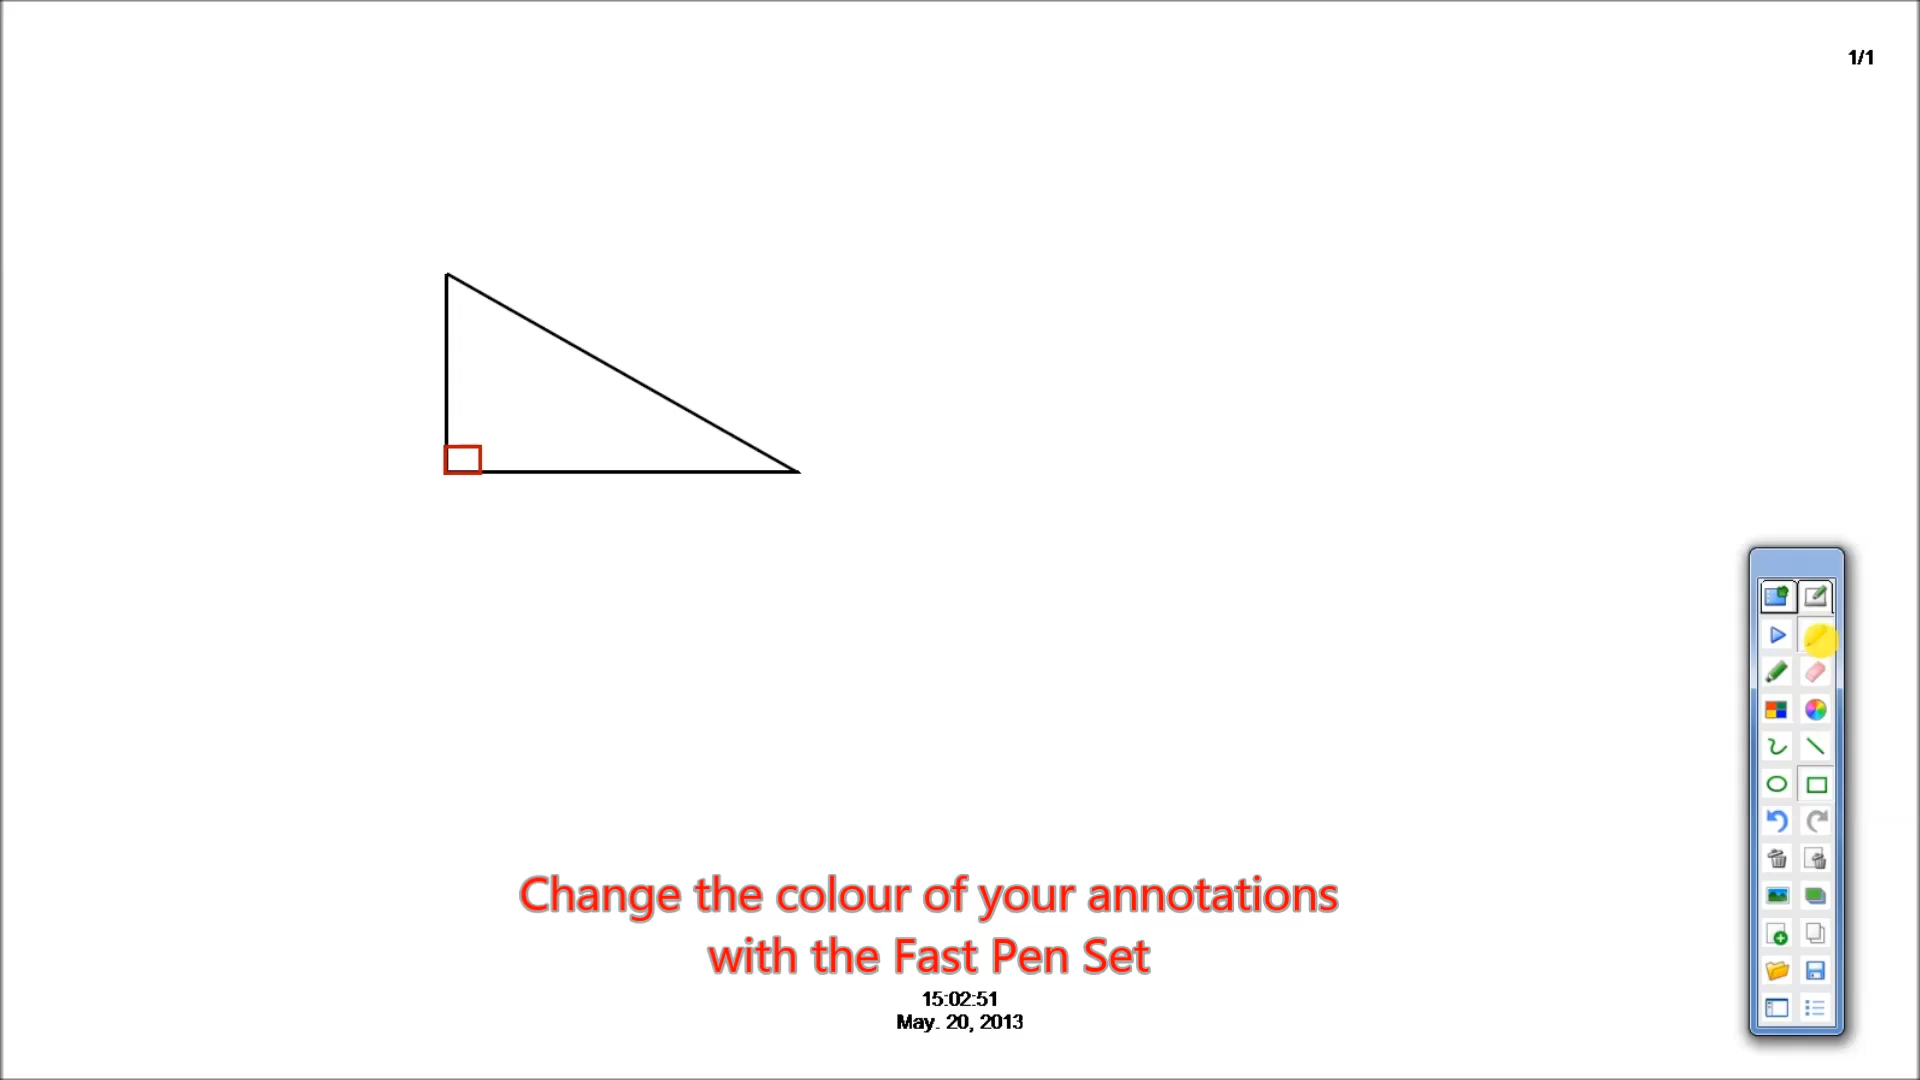 1/1
Change the colour of your annotations
with the Fast Pen Set
15:02:51
May. 20, 2013